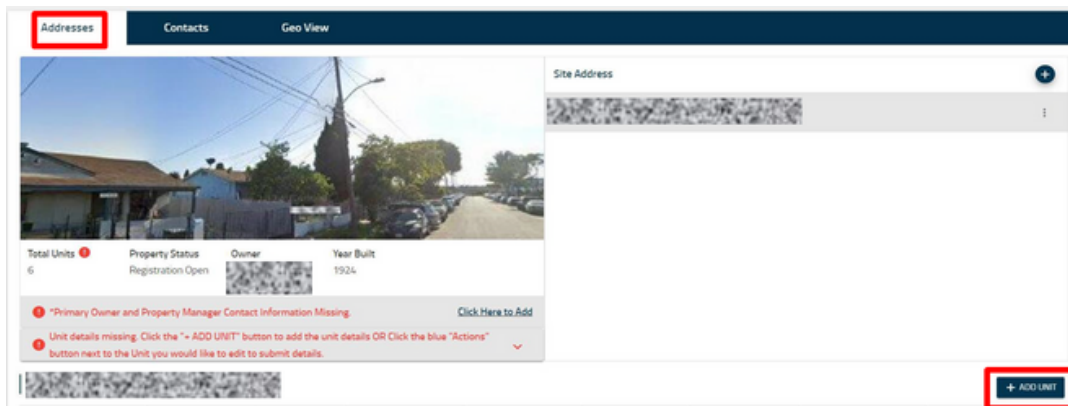 Addresses Contacts Geo View
Site Address
Total Units Property Status Owner Year Built
6 Registration Open 1924
*Primary Owner and Property Manager Contact Information Missing. Click Here to Add
Unit details missing. Click the "+ ADD UNIT" button to add the unit details OR Click the blue "Actions"
button next to the Unit you would like to edit to submit details.
+ ADD UNIT